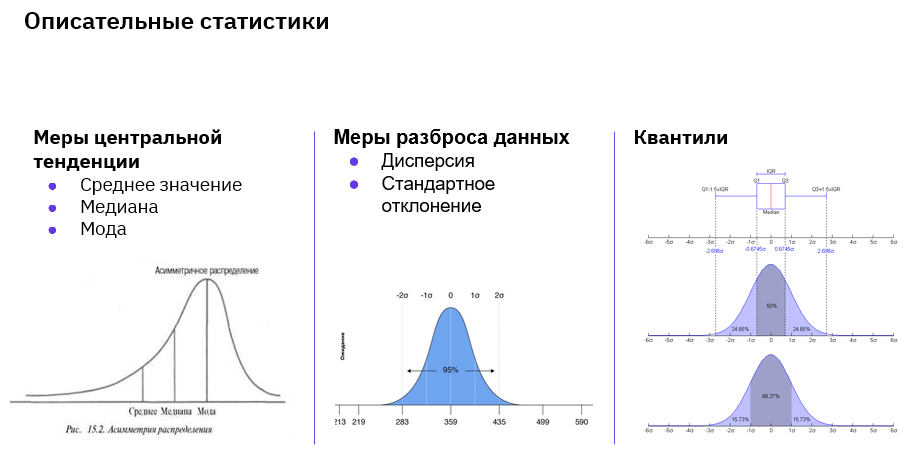 Описательные статистики
Меры центральной
тенденции
● Среднее значение
● Медиана
● Мода
Асимметричное распределение
Среднее Медиана Мода
Рис. 15.2. Асимметрия распределения
Меры разброса данных
● Дисперсия
● Стандартное
отклонение
-2σ -1σ 0 1σ 2σ
Ожидание
95%
213 219 283 359 435 499 590
Квантили
IQR
Q1 Q3
Q1-1.5xIQR Q3+1.5xIQR
Median
-6σ -5σ -4σ -3σ -2σ -1σ 0 1σ 2σ 3σ 4σ 5σ 6σ
-2.698σ -0.6745σ 0.6745σ 2.698σ
50%
24.65% 24.65%
-6σ -5σ -4σ -3σ -2σ -1σ 0 1σ 2σ 3σ 4σ 5σ 6σ
68.27%
15.73% 15.73%
-6σ -5σ -4σ -3σ -2σ -1σ 0 1σ 2σ 3σ 4σ 5σ 6σ